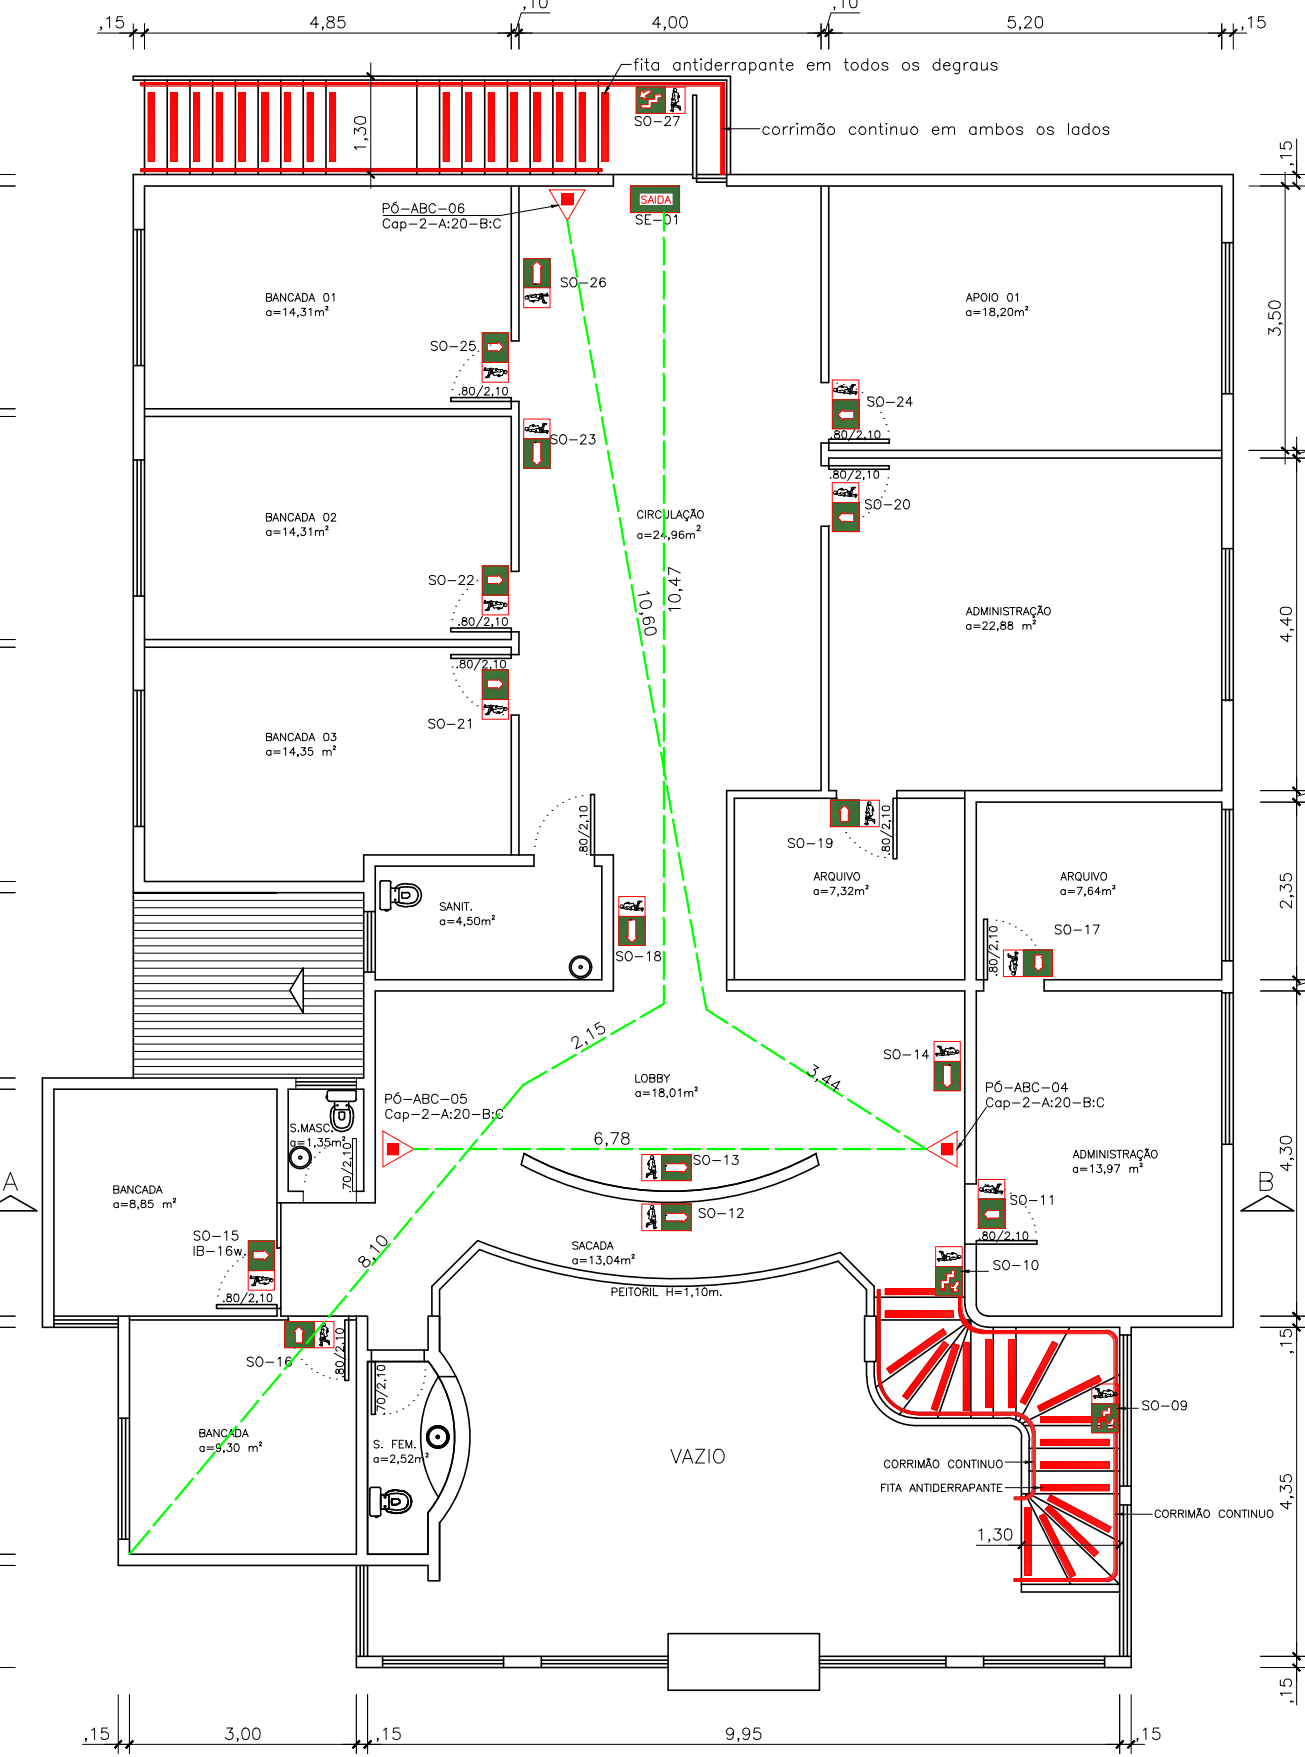 ,10
,10
,15
4,85
4,00
5,20
,15
fita antiderrapante em todos os degraus
SO-27
corrimão continuo em ambos os lados
1,30
,15
PÓ-ABC-06
Cap-2-A:20-B:C
SAIDA
SE-01
SO-26
BANCADA 01
a=14,31m²
APOIO 01
a=18,20m²
3,50
SO-25
.80/2,10
SO-24
.80/2,10
SO-23
.80/2,10
SO-20
BANCADA 02
a=14,31m²
CIRCULAÇÃO
a=24,96m²
10,47
10,60
SO-22
.80/2,10
ADMINISTRAÇÃO
a=22,88 m²
4,40
.80/2,10
SO-21
BANCADA 03
a=14,35 m²
.80/2,10
SO-19
.80/2,10
ARQUIVO
a=7,32m²
ARQUIVO
a=7,64m²
2,35
SANIT.
a=4,50m²
SO-18
SO-17
.80/2,10
2,15
SO-14
LOBBY
a=18,01m²
3,44
PÓ-ABC-05
Cap-2-A:20-B:C
PÓ-ABC-04
Cap-2-A:20-B:C
S.MASC.
a=1,35m²
.70/2,10
6,78
SO-13
ADMINISTRAÇÃO
a=13,97 m²
4,30
A
B
BANCADA
a=8,85 m²
SO-12
SO-11
.80/2,10
SO-15
IB-16w
8,10
SACADA
a=13,04m²
SO-10
PEITORIL H=1,10m.
.80/2,10
SO-16
.80/2,10
,15
.70/2,10
SO-09
BANCADA
a=9,30 m²
S. FEM.
a=2,52m²
VAZIO
CORRIMÃO CONTINUO
FITA ANTIDERRAPANTE
CORRIMÃO CONTINUO
4,35
1,30
,15
,15
3,00
,15
9,95
,15